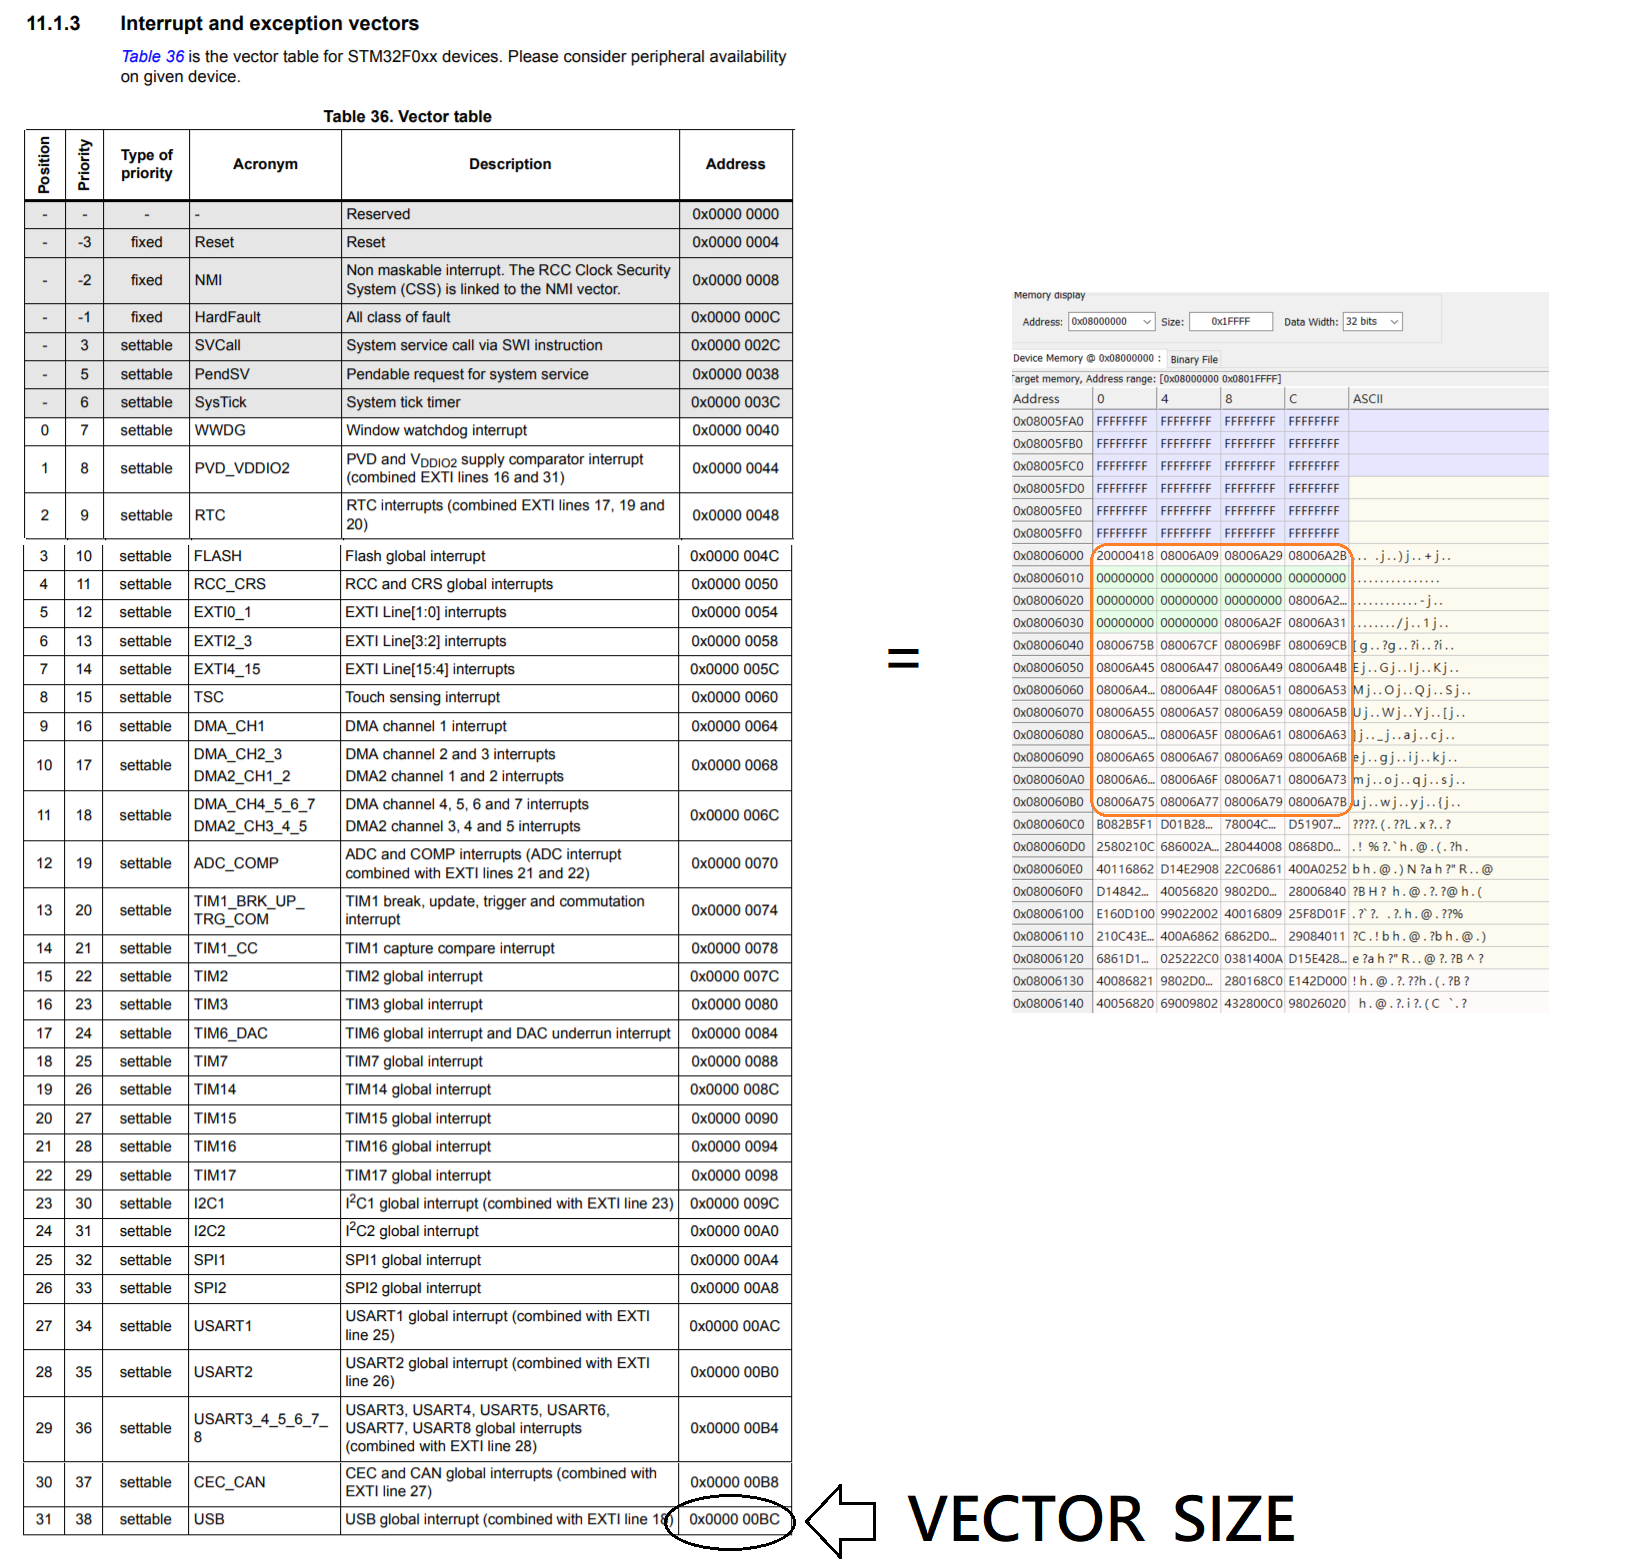 11.1.3 Interrupt and exception vectors
Table 36 is the vector table for STM32F0xx devices. Please consider peripheral availability
on given device.
Table 36. Vector table
Position Priority Type of priority Acronym Description Address
- - - - Reserved 0x0000 0000
- -3 fixed Reset Reset 0x0000 0004
- -2 fixed NMI Non maskable interrupt. The RCC Clock Security System (CSS) is linked to the NMI vector. 0x0000 0008
- -1 fixed HardFault All class of fault 0x0000 000C
- 3 settable SVCall System service call via SWI instruction 0x0000 002C
- 5 settable PendSV Pendable request for system service 0x0000 0038
- 6 settable SysTick System tick timer 0x0000 003C
0 7 settable WWDG Window watchdog interrupt 0x0000 0040
1 8 settable PVD_VDDIO2 PVD and VDDIO2 supply comparator interrupt (combined EXTI lines 16 and 31) 0x0000 0044
2 9 settable RTC RTC interrupts (combined EXTI lines 17, 19 and 20) 0x0000 0048
3 10 settable FLASH Flash global interrupt 0x0000 004C
4 11 settable RCC_CRS RCC and CRS global interrupts 0x0000 0050
5 12 settable EXTI0_1 EXTI Line[1:0] interrupts 0x0000 0054
6 13 settable EXTI2_3 EXTI Line[3:2] interrupts 0x0000 0058
7 14 settable EXTI4_15 EXTI Line[15:4] interrupts 0x0000 005C
8 15 settable TSC Touch sensing interrupt 0x0000 0060
9 16 settable DMA_CH1 DMA channel 1 interrupt 0x0000 0064
10 17 settable DMA_CH2_3 DMA2_CH1_2 DMA channel 2 and 3 interrupts DMA2 channel 1 and 2 interrupts 0x0000 0068
11 18 settable DMA_CH4_5_6_7 DMA2_CH3_4_5 DMA channel 4, 5, 6 and 7 interrupts DMA2 channel 3, 4 and 5 interrupts 0x0000 006C
12 19 settable ADC_COMP ADC and COMP interrupts (ADC interrupt combined with EXTI lines 21 and 22) 0x0000 0070
13 20 settable TIM1_BRK_UP_TRG_COM TIM1 break, update, trigger and commutation interrupt 0x0000 0074
14 21 settable TIM1_CC TIM1 capture compare interrupt 0x0000 0078
15 22 settable TIM2 TIM2 global interrupt 0x0000 007C
16 23 settable TIM3 TIM3 global interrupt 0x0000 0080
17 24 settable TIM6_DAC TIM6 global interrupt and DAC underrun interrupt 0x0000 0084
18 25 settable TIM7 TIM7 global interrupt 0x0000 0088
19 26 settable TIM14 TIM14 global interrupt 0x0000 008C
20 27 settable TIM15 TIM15 global interrupt 0x0000 0090
21 28 settable TIM16 TIM16 global interrupt 0x0000 0094
22 29 settable TIM17 TIM17 global interrupt 0x0000 0098
23 30 settable I2C1 I2C1 global interrupt (combined with EXTI line 23) 0x0000 009C
24 31 settable I2C2 I2C2 global interrupt 0x0000 00A0
25 32 settable SPI1 SPI1 global interrupt 0x0000 00A4
26 33 settable SPI2 SPI2 global interrupt 0x0000 00A8
27 34 settable USART1 USART1 global interrupt (combined with EXTI line 25) 0x0000 00AC
28 35 settable USART2 USART2 global interrupt (combined with EXTI line 26) 0x0000 00B0
29 36 settable USART3_4_5_6_7_8 USART3, USART4, USART5, USART6, USART7, USART8 global interrupts (combined with EXTI line 28) 0x0000 00B4
30 37 settable CEC_CAN CEC and CAN global interrupts (combined with EXTI line 27) 0x0000 00B8
31 38 settable USB USB global interrupt (combined with EXTI line 18) 0x0000 00BC
=
Memory display
Address: 0x08000000 Size: 0x1FFFF Data Width: 32 bits
Device Memory @ 0x08000000 : Binary File
Target memory, Address range: [0x08000000 0x0801FFFF]
Address 0 4 8 C ASCII
0x08005FA0 FFFFFFFF FFFFFFFF FFFFFFFF FFFFFFFF
0x08005FB0 FFFFFFFF FFFFFFFF FFFFFFFF FFFFFFFF
0x08005FC0 FFFFFFFF FFFFFFFF FFFFFFFF FFFFFFFF
0x08005FD0 FFFFFFFF FFFFFFFF FFFFFFFF FFFFFFFF
0x08005FE0 FFFFFFFF FFFFFFFF FFFFFFFF FFFFFFFF
0x08005FF0 FFFFFFFF FFFFFFFF FFFFFFFF FFFFFFFF
0x08006000 20000418 08006A09 08006A29 08006A2B .. .j..)j..+j..
0x08006010 00000000 00000000 00000000 00000000 ................
0x08006020 00000000 00000000 00000000 08006A2... ............-j..
0x08006030 00000000 00000000 08006A2F 08006A31 ......../j..1j..
0x08006040 0800675B 080067CF 080069BF 080069CB [g..?g..?i..?i..
0x08006050 08006A45 08006A47 08006A49 08006A4B Ej..Gj..Ij..Kj..
0x08006060 08006A4... 08006A4F 08006A51 08006A53 Mj..Oj..Qj..Sj..
0x08006070 08006A55 08006A57 08006A59 08006A5B Uj..Wj..Yj..[j..
0x08006080 08006A5... 08006A5F 08006A61 08006A63 ]j.._j..aj..cj..
0x08006090 08006A65 08006A67 08006A69 08006A6B ej..gj..ij..kj..
0x080060A0 08006A6... 08006A6F 08006A71 08006A73 mj..oj..qj..sj..
0x080060B0 08006A75 08006A77 08006A79 08006A7B uj..wj..yj..{j..
0x080060C0 B082B5F1 D01B28... 78004C... D51907... ????.(.??L.x?..?
0x080060D0 2580210C 686002A... 28044008 0868D0... .!%?.`h.@.(.?h.
0x080060E0 40116862 D14E2908 22C06861 400A0252 bh.@.)N?ah?"R..@
0x080060F0 D14842... 40056820 9802D0... 28006840 ?BH? h.@.?.?@h.(
0x08006100 E160D100 99022002 40016809 25F8D01F .?`?. .?.h.@.??%
0x08006110 210C43E... 400A6862 6862D0... 29084011 ?C.!bh.@.?bh.@.)
0x08006120 6861D1... 025222C0 0381400A D15E428... e?ah?"R..@?.?B^?
0x08006130 40086821 9802D0... 280168C0 E142D000 !h.@.?.??h.(.?B?
0x08006140 40056820 69009802 432800C0 98026020 h.@.?.i?.(C `.?
VECTOR SIZE